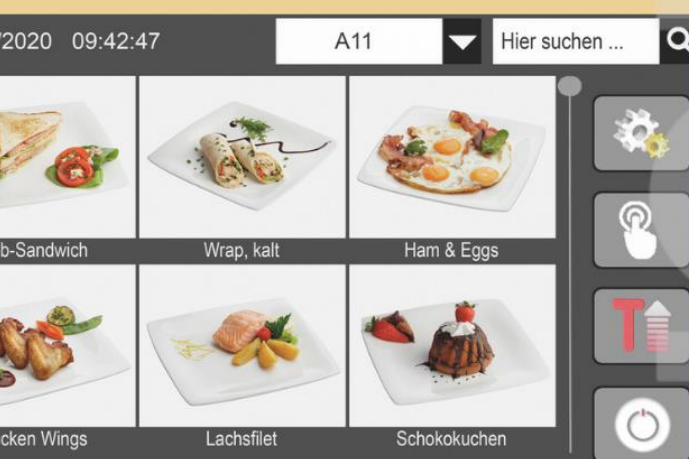 /2020 09:42:47
A11
Hier suchen ...
b-Sandwich
Wrap, kalt
Ham & Eggs
cken Wings
Lachsfilet
Schokokuchen
T